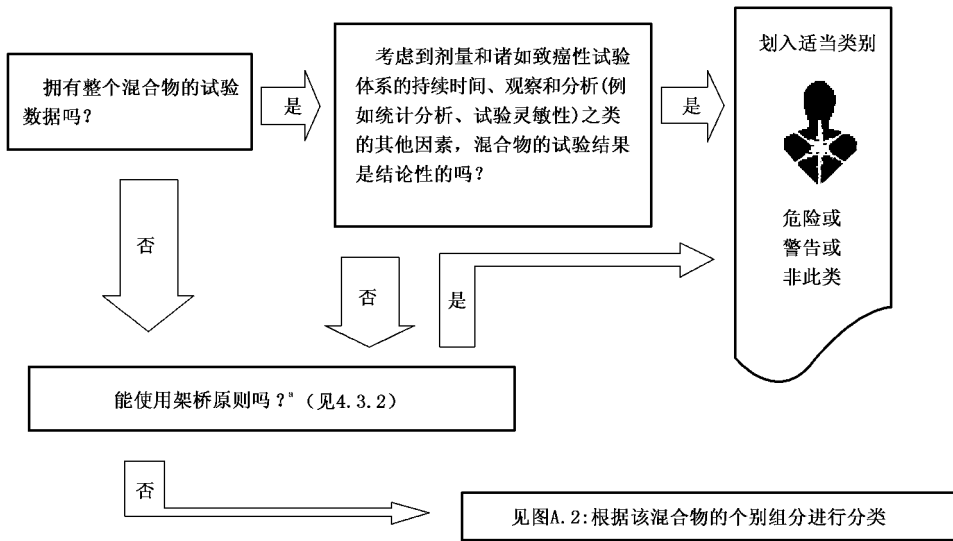 拥有整个混合物的试验
数据吗？
是
考虑到剂量和诸如致癌性试验
体系的持续时间、观察和分析(例
如统计分析、试验灵敏性)之类
的其他因素，混合物的试验结果
是结论性的吗？
是
划入适当类别
危险或
警告或
非此类
否
否
是
能使用架桥原则吗？ª（见4.3.2）
否
见图A.2:根据该混合物的个别组分进行分类